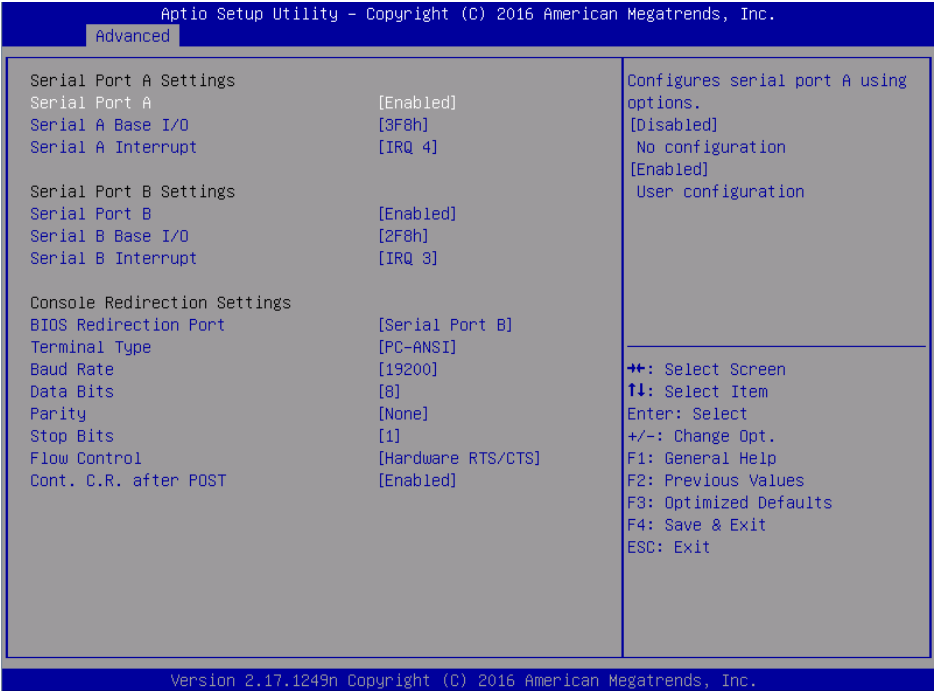 Aptio Setup Utility – Copyright (C) 2016 American Megatrends, Inc.
Advanced
Serial Port A Settings
Serial Port A [Enabled]
Serial A Base I/O [3F8h]
Serial A Interrupt [IRQ 4]
Serial Port B Settings
Serial Port B [Enabled]
Serial B Base I/O [2F8h]
Serial B Interrupt [IRQ 3]
Console Redirection Settings
BIOS Redirection Port [Serial Port B]
Terminal Type [PC-ANSI]
Baud Rate [19200]
Data Bits [8]
Parity [None]
Stop Bits [1]
Flow Control [Hardware RTS/CTS]
Cont. C.R. after POST [Enabled]
Configures serial port A using
options.
[Disabled]
No configuration
[Enabled]
User configuration
→←: Select Screen
↑↓: Select Item
Enter: Select
+/-: Change Opt.
F1: General Help
F2: Previous Values
F3: Optimized Defaults
F4: Save & Exit
ESC: Exit
Version 2.17.1249n Copyright (C) 2016 American Megatrends, Inc.